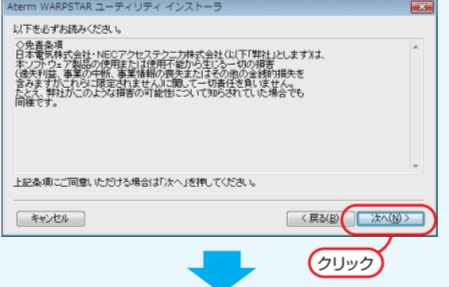 Aterm WARPSTAR ユーティリティ インストーラ
以下を必ずお読みください。
◇免責条項
日本電気株式会社・NECアクセステクニカ株式会社(以下「弊社」とします)は、
本ソフトウェア製品の使用または使用不能から生じる一切の損害
(逸失利益、事業の中断、事業情報の喪失またはその他の金銭的損失を
含みますがこれらに限定されません)に関して一切責任を負いません。
たとえ、弊社がこのような損害の可能性について知らされていた場合でも
同様です。
上記条項にご同意いただける場合は「次へ」を押してください。
キャンセル
< 戻る(B)
次へ(N) >
クリック